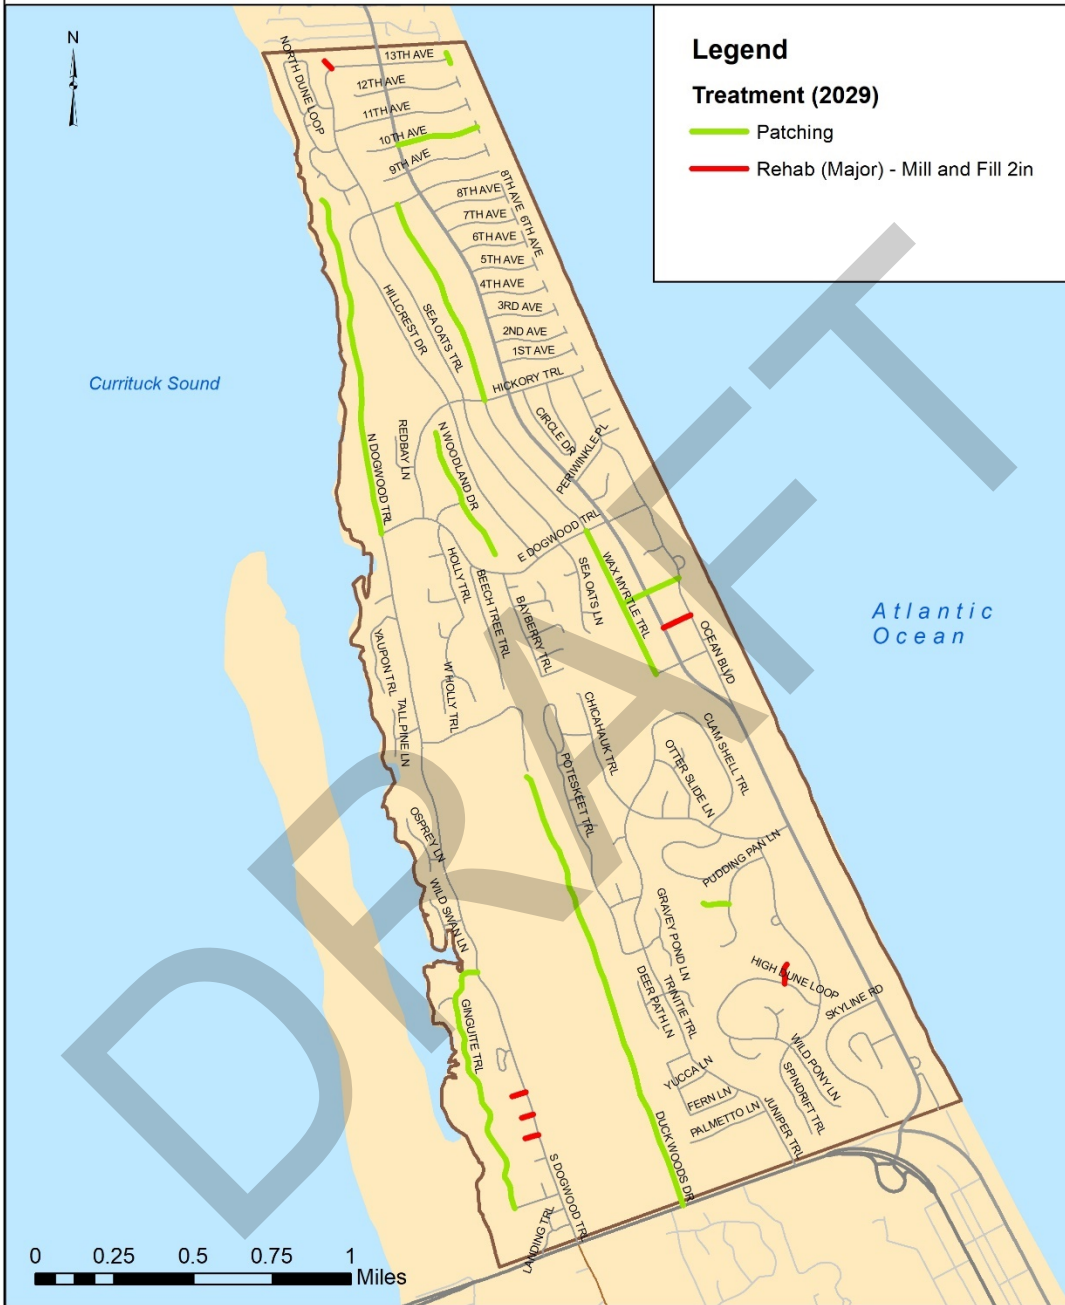 Legend
Treatment (2029)
Patching
Rehab (Major) - Mill and Fill 2in
N
NORTH DUNE LOOP
13TH AVE
12TH AVE
11TH AVE
10TH AVE
9TH AVE
8TH AVE
8TH AVE
6TH AVE
7TH AVE
6TH AVE
5TH AVE
4TH AVE
3RD AVE
2ND AVE
1ST AVE
HICKORY TRL
HILLCREST DR
SEA OATS TRL
Currituck Sound
CIRCLE DR
PERIWINKLE PL
REDBAY LN
N WOODLAND DR
N DOGWOOD TRL
E DOGWOOD TRL
HOLLY TRL
BEECH TREE TRL
BAYBERRY TRL
SEA OATS LN
WAX MYRTLE TRL
OCEAN BLVD
Atlantic
Ocean
YAUPON TRL
W HOLLY TRL
TALL PINE LN
CHICAHAUK TRL
POTESKEET TRL
CLAM SHELL TRL
OTTER SLIDE LN
OSPREY LN
PUDDING PAN LN
WILD SWAN LN
GRAVEY POND LN
HIGH DUNE LOOP
DEER PATH LN
TRINITIE TRL
SKYLINE RD
GINGUITE TRL
WILD PONY LN
YUCCA LN
SPINDRIFT TRL
FERN LN
PALMETTO LN
JUNIPER TRL
DUCK WOODS DR
S DOGWOOD TRL
LANDING TRL
0 0.25 0.5 0.75 1
Miles
DRAFT